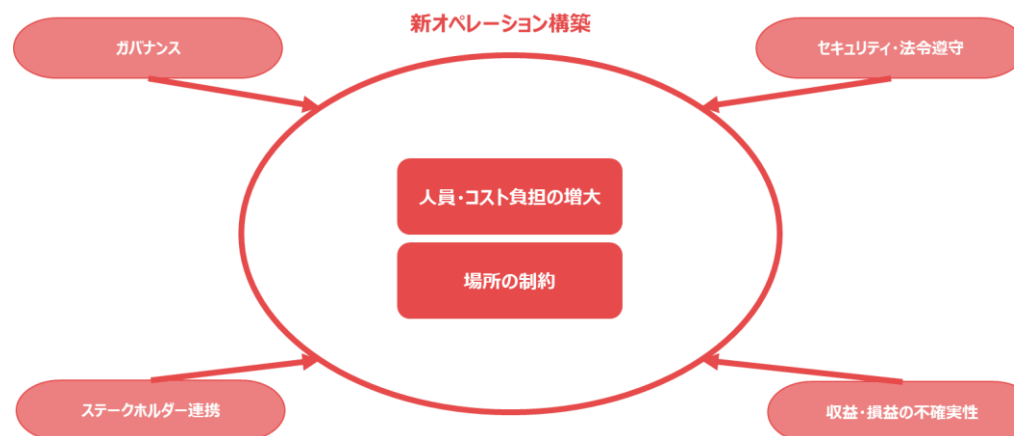 新オペレーション構築
ガバナンス
セキュリティ・法令遵守
人員・コスト負担の増大
場所の制約
ステークホルダー連携
収益・損益の不確実性